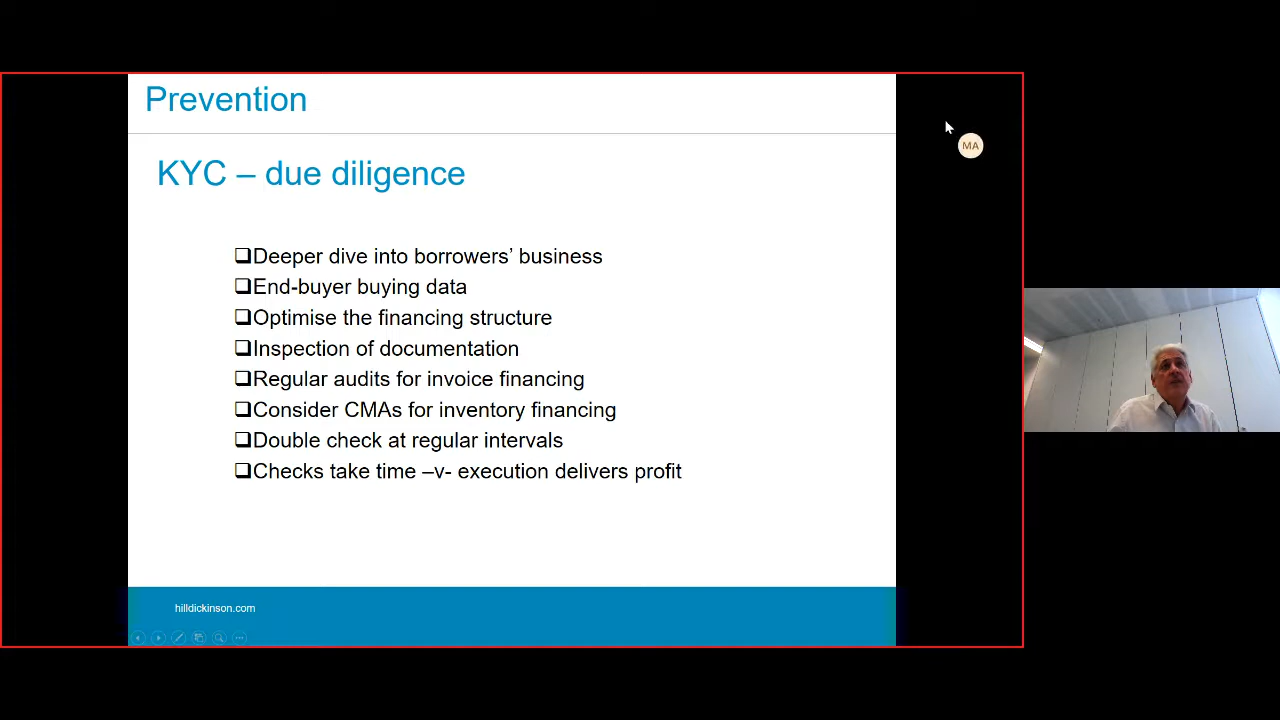 Prevention
MA
KYC – due diligence
❑Deeper dive into borrowers’ business
❑End-buyer buying data
❑Optimise the financing structure
❑Inspection of documentation
❑Regular audits for invoice financing
❑Consider CMAs for inventory financing
❑Double check at regular intervals
❑Checks take time –v- execution delivers profit
hilldickinson.com